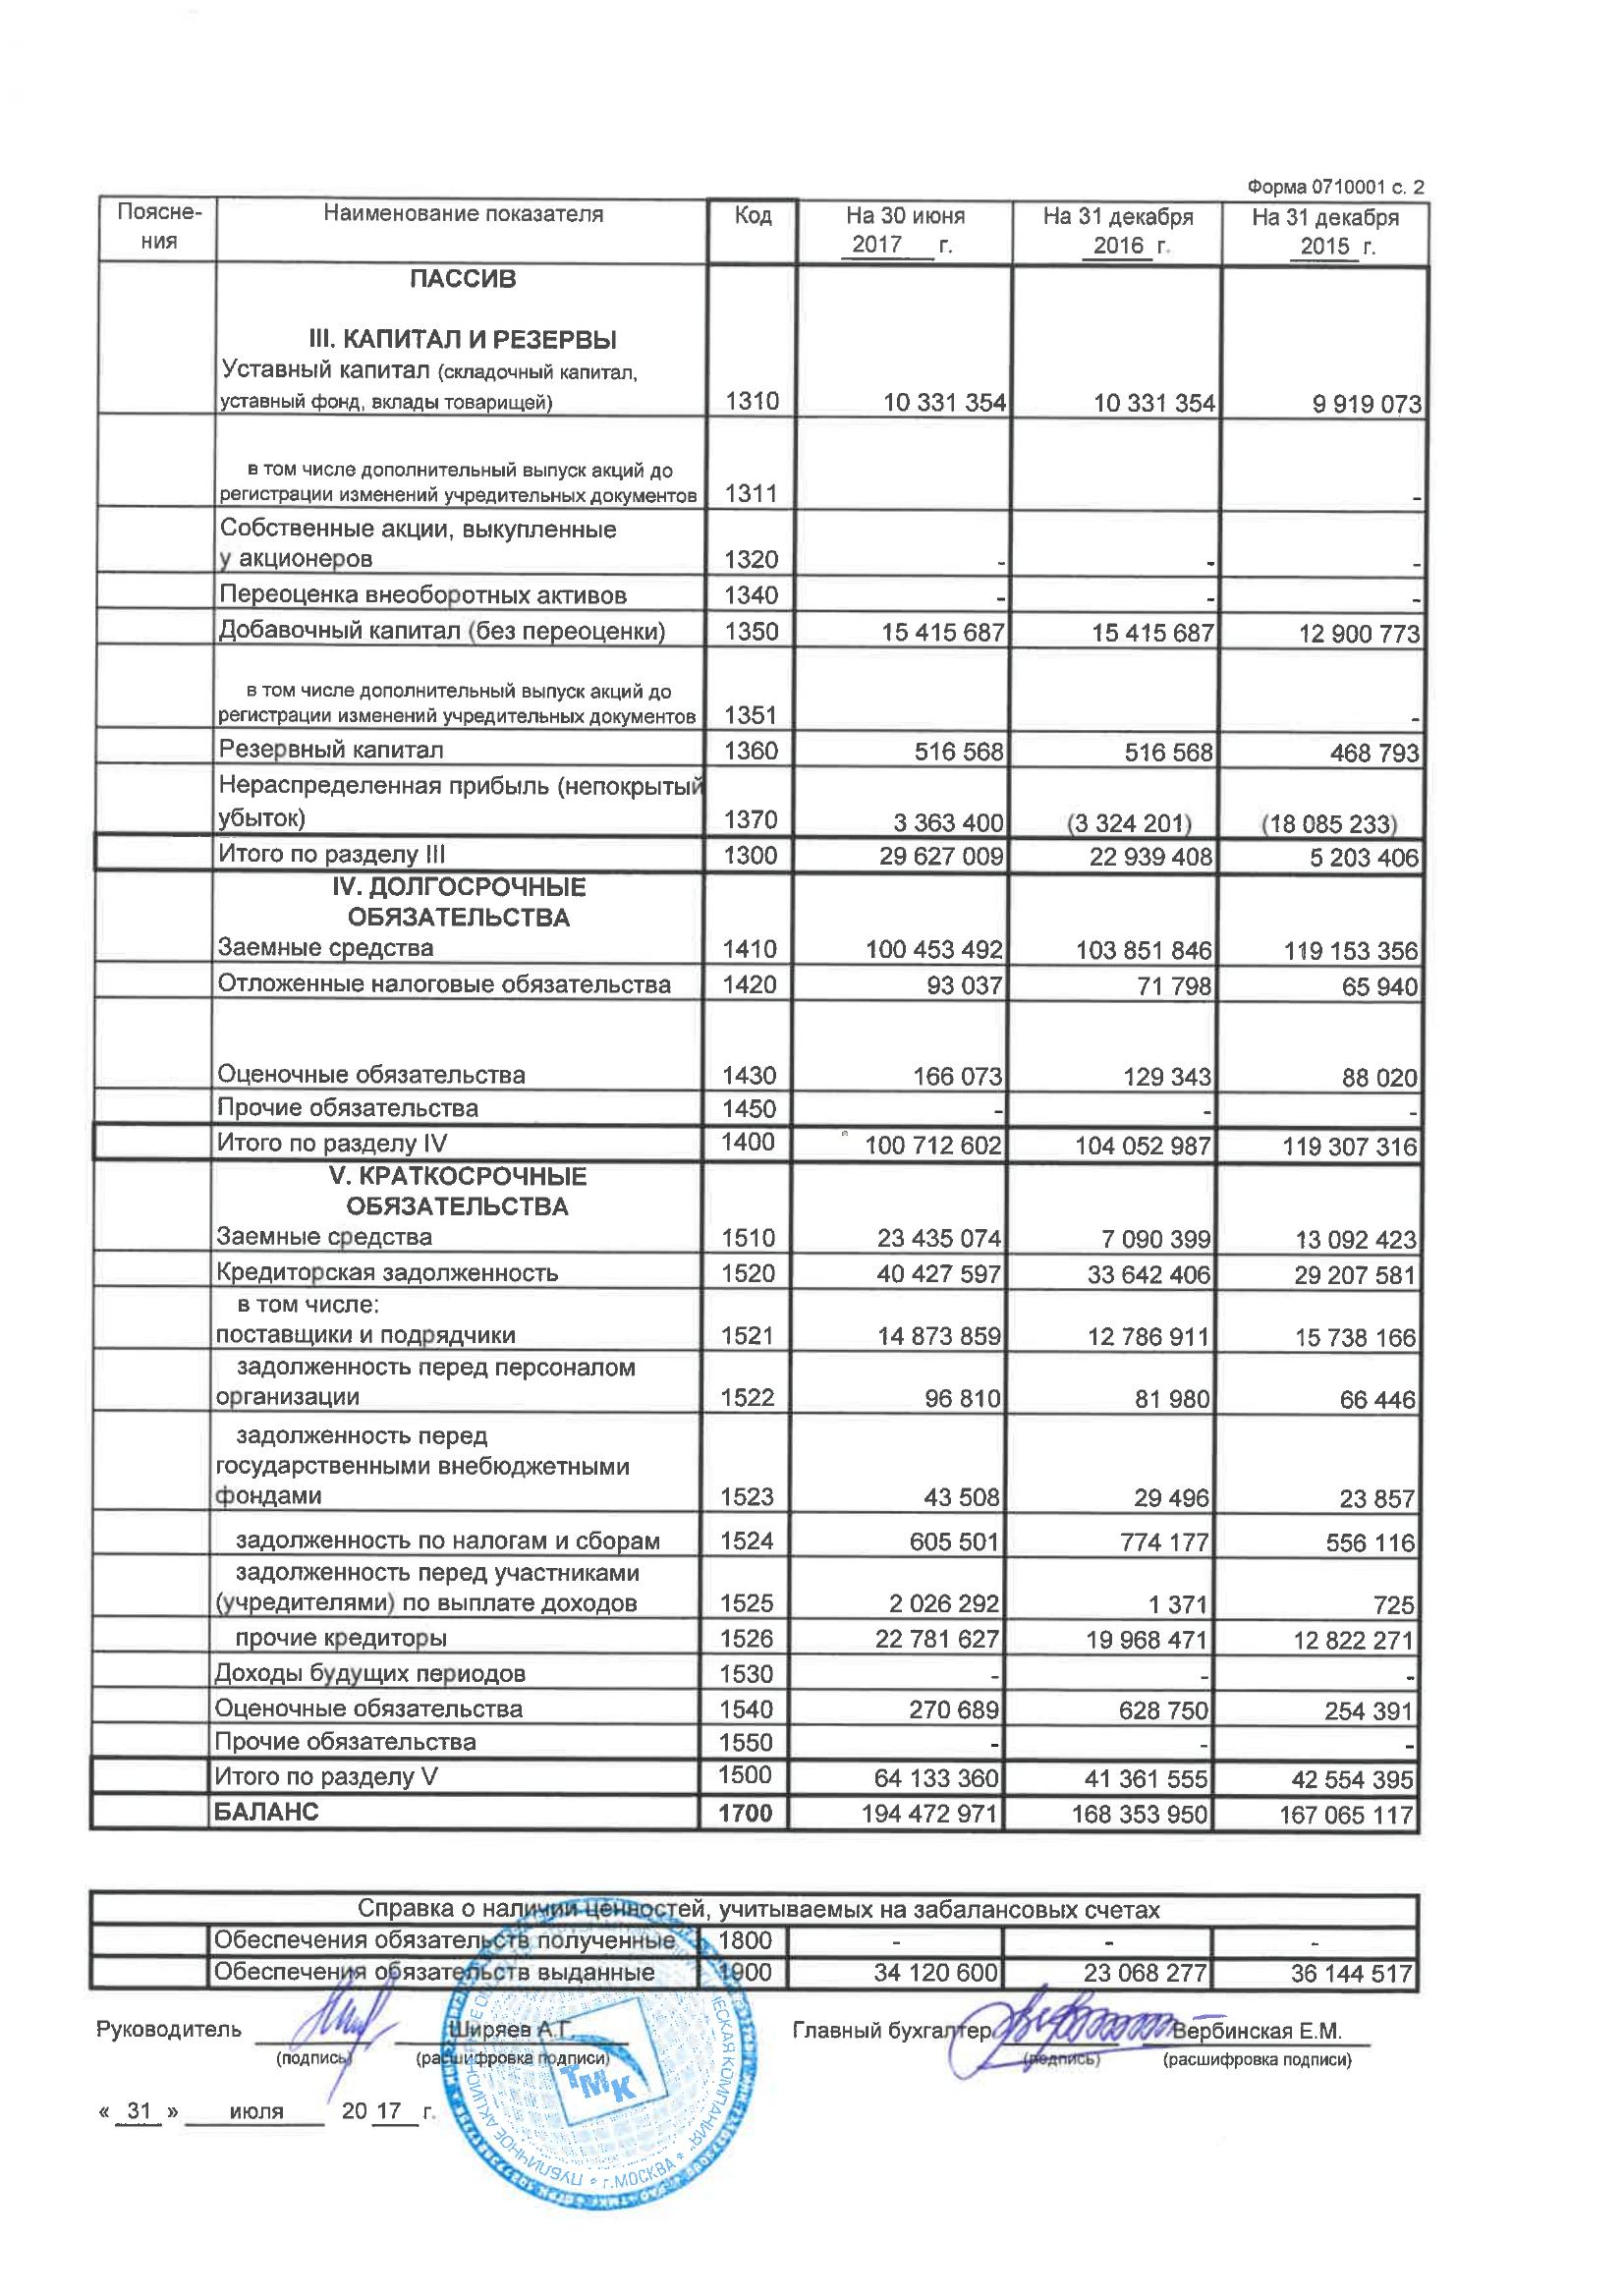 Форма 0710001 с. 2
Поясне-
ния
Наименование показателя
Код
На 30 июня
2017 г.
На 31 декабря
2016 г.
На 31 декабря
2015 г.
ПАССИВ
III. КАПИТАЛ И РЕЗЕРВЫ
Уставный капитал (складочный капитал,
уставный фонд, вклады товарищей) 1310 10 331 354 10 331 354 9 919 073
в том числе дополнительный выпуск акций до
регистрации изменений учредительных документов 1311 -
Собственные акции, выкупленные
у акционеров 1320 - - -
Переоценка внеоборотных активов 1340 - - -
Добавочный капитал (без переоценки) 1350 15 415 687 15 415 687 12 900 773
в том числе дополнительный выпуск акций до
регистрации изменений учредительных документов 1351 -
Резервный капитал 1360 516 568 516 568 468 793
Нераспределенная прибыль (непокрытый
убыток) 1370 3 363 400 (3 324 201) (18 085 233)
Итого по разделу III 1300 29 627 009 22 939 408 5 203 406
IV. ДОЛГОСРОЧНЫЕ
ОБЯЗАТЕЛЬСТВА
Заемные средства 1410 100 453 492 103 851 846 119 153 356
Отложенные налоговые обязательства 1420 93 037 71 798 65 940
Оценочные обязательства 1430 166 073 129 343 88 020
Прочие обязательства 1450 - - -
Итого по разделу IV 1400 100 712 602 104 052 987 119 307 316
V. КРАТКОСРОЧНЫЕ
ОБЯЗАТЕЛЬСТВА
Заемные средства 1510 23 435 074 7 090 399 13 092 423
Кредиторская задолженность 1520 40 427 597 33 642 406 29 207 581
в том числе:
поставщики и подрядчики 1521 14 873 859 12 786 911 15 738 166
задолженность перед персоналом
организации 1522 96 810 81 980 66 446
задолженность перед
государственными внебюджетными
фондами 1523 43 508 29 496 23 857
задолженность по налогам и сборам 1524 605 501 774 177 556 116
задолженность перед участниками
(учредителями) по выплате доходов 1525 2 026 292 1 371 725
прочие кредиторы 1526 22 781 627 19 968 471 12 822 271
Доходы будущих периодов 1530 - - -
Оценочные обязательства 1540 270 689 628 750 254 391
Прочие обязательства 1550 - - -
Итого по разделу V 1500 64 133 360 41 361 555 42 554 395
БАЛАНС 1700 194 472 971 168 353 950 167 065 117
Справка о наличии ценностей, учитываемых на забалансовых счетах
Обеспечения обязательств полученные 1800 - - -
Обеспечения обязательств выданные 1900 34 120 600 23 068 277 36 144 517
Руководитель Ширяев А.Г. Главный бухгалтер Вербинская Е.М.
(подпись) (расшифровка подписи) (подпись) (расшифровка подписи)
« 31 » июля 20 17 г.
ТМК
ПУБЛИЧНОЕ АКЦИОНЕРНОЕ
КОМПАНИЯ"
* г.МОСКВА *